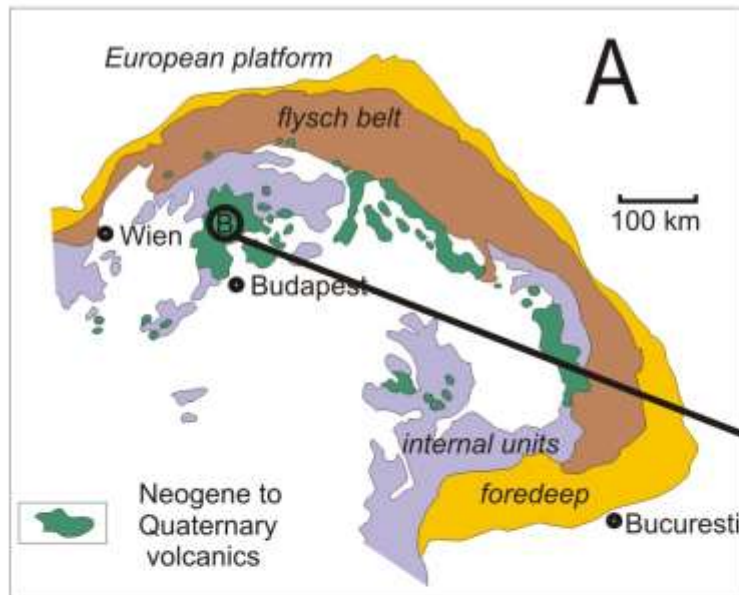 European platform
A
flysch belt
100 km
B
Wien
Budapest
internal units
foredeep
Neogene to
Quaternary
volcanics
Bucuresti